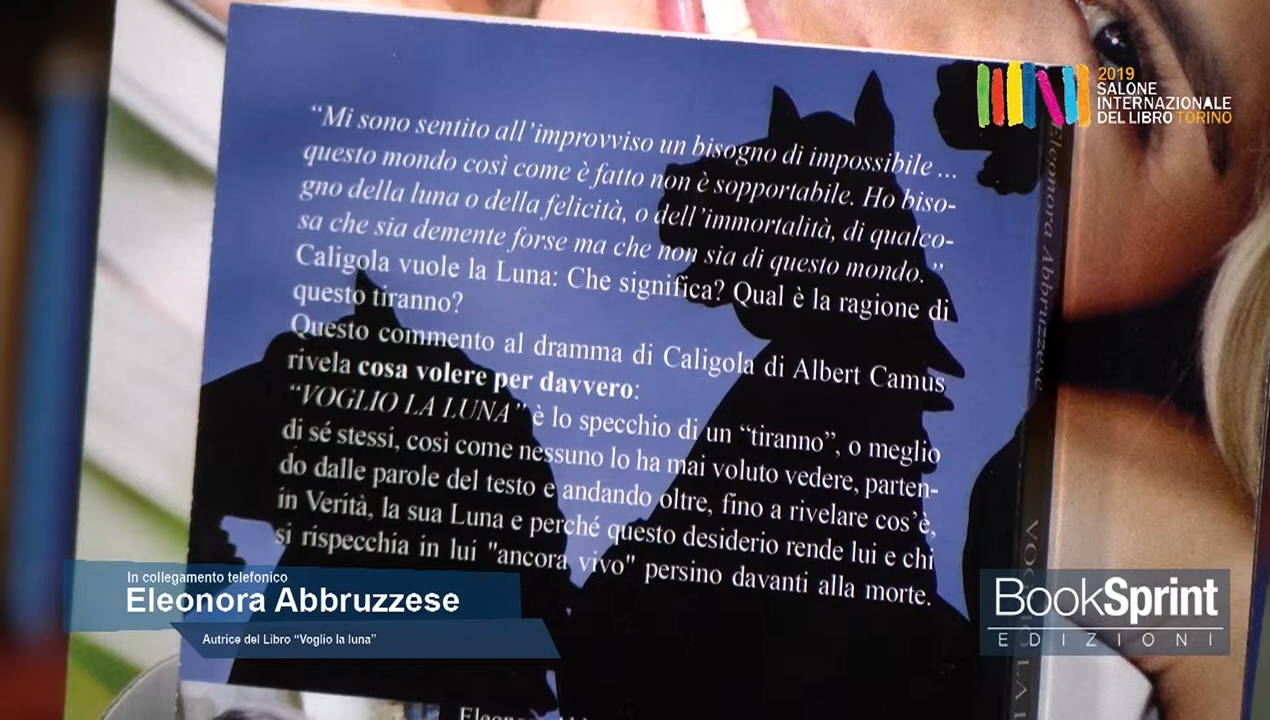 “Mi sono sentito all’improvviso un bisogno di impossibile ...
questo mondo così come è fatto non è sopportabile. Ho biso-
gno della luna o della felicità, o dell’immortalità, di qualco-
sa che sia demente forse ma che non sia di questo mondo.”
Caligola vuole la Luna: Che significa? Qual è la ragione di
questo tiranno?
Questo commento al dramma di Caligola di Albert Camus
rivela cosa volere per davvero:
“VOGLIO LA LUNA” è lo specchio di un “tiranno”, o meglio
di sé stessi, così come nessuno lo ha mai voluto vedere, parten-
do dalle parole del testo e andando oltre, fino a rivelare cos’è,
in Verità, la sua Luna e perché questo desiderio rende lui e chi
si rispecchia in lui "ancora vivo" persino davanti alla morte.
Eleonora Abbruzzese
2019
SALONE
INTERNAZIONALE
DEL LIBRO TORINO
In collegamento telefonico
Eleonora Abbruzzese
Autrice del Libro “Voglio la luna”
BookSprint
EDIZIONI